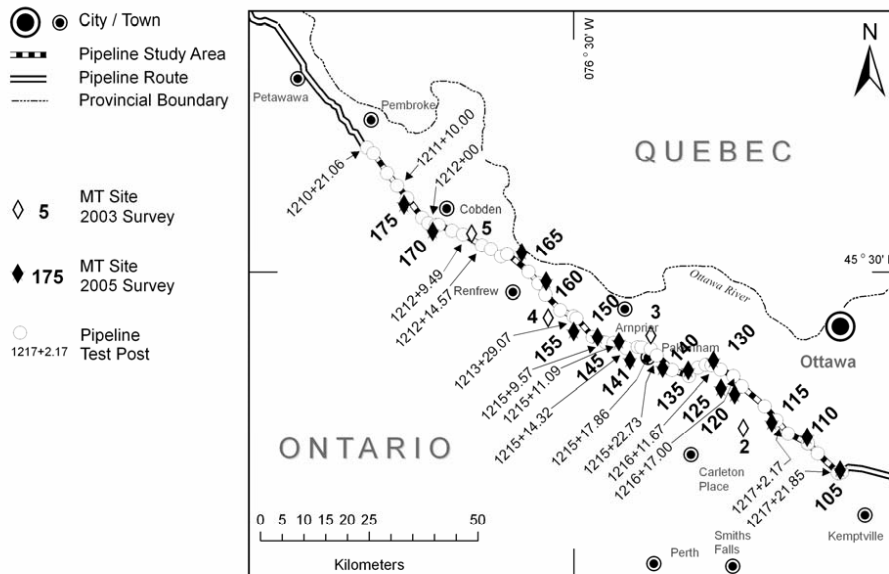 City / Town
Pipeline Study Area
Pipeline Route
Provincial Boundary
5 MT Site
2003 Survey
175 MT Site
2005 Survey
Pipeline
1217+2.17 Test Post
076 30' W
N
Petawawa
Pembroke
1211+10.00
1212+00
1210+21.06
QUEBEC
Cobden
175
170
5
165
45 30' N
1212+9.49
1212+14.57
Renfrew
160
Ottawa River
150
3
4
Arnprior
Pakenham
130
1213+29.07
155
140
Ottawa
1215+9.57
145
1215+11.09
141
135
1215+14.32
125
115
120
110
1215+17.86
1215+22.73
1216+11.67
1216+17.00
2
ONTARIO
Carleton
Place
1217+2.17
1217+21.85
105
0 5 10 15 20 25 50
Kilometers
Perth
Smiths
Falls
Kemptville